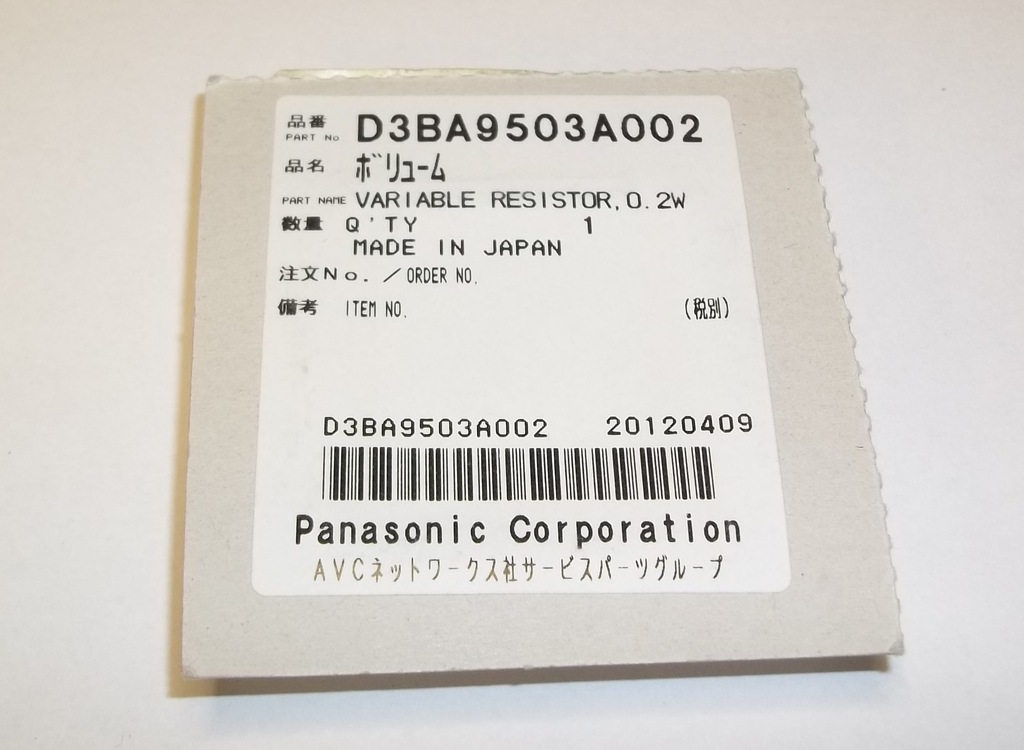 品番 PART No D3BA9503A002
品名 ボリューム
PART NAME VARIABLE RESISTOR,0.2W
数量 Q'TY 1
MADE IN JAPAN
注文No./ORDER NO.
備考 ITEM NO. (税別)
D3BA9503A002 20120409
Panasonic Corporation
AVCネットワークス社サービスパーツグループ